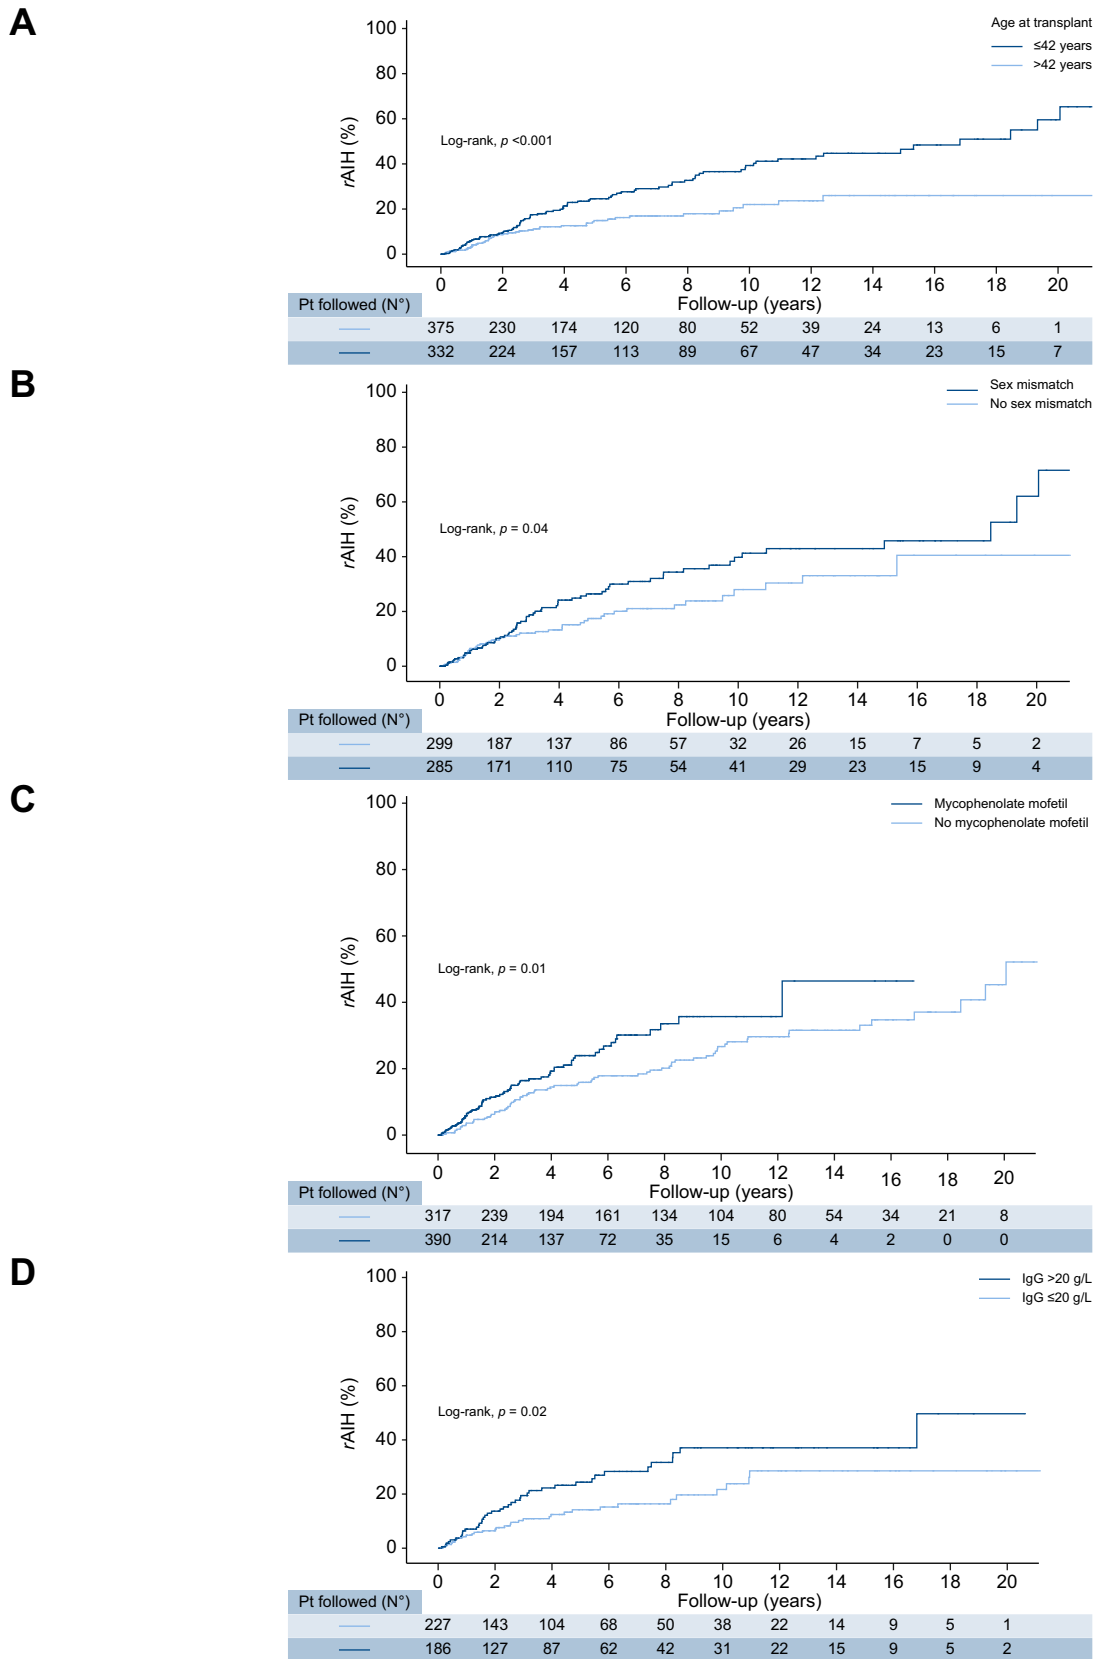 A
Age at transplant
≤42 years
>42 years
100
80
60
40
20
0
rAIH (%)
Log-rank, p <0.001
0 2 4 6 8 10 12 14 16 18 20
Pt followed (N°)
Follow-up (years)
375 230 174 120 80 52 39 24 13 6 1
332 224 157 113 89 67 47 34 23 15 7
B
Sex mismatch
No sex mismatch
100
80
60
40
20
0
rAIH (%)
Log-rank, p = 0.04
0 2 4 6 8 10 12 14 16 18 20
Pt followed (N°)
Follow-up (years)
299 187 137 86 57 32 26 15 7 5 2
285 171 110 75 54 41 29 23 15 9 4
C
Mycophenolate mofetil
No mycophenolate mofetil
100
80
60
40
20
0
rAIH (%)
Log-rank, p = 0.01
0 2 4 6 8 10 12 14 16 18 20
Pt followed (N°)
Follow-up (years)
317 239 194 161 134 104 80 54 34 21 8
390 214 137 72 35 15 6 4 2 0 0
D
IgG >20 g/L
IgG ≤20 g/L
100
80
60
40
20
0
rAIH (%)
Log-rank, p = 0.02
0 2 4 6 8 10 12 14 16 18 20
Pt followed (N°)
Follow-up (years)
227 143 104 68 50 38 22 14 9 5 1
186 127 87 62 42 31 22 15 9 5 2